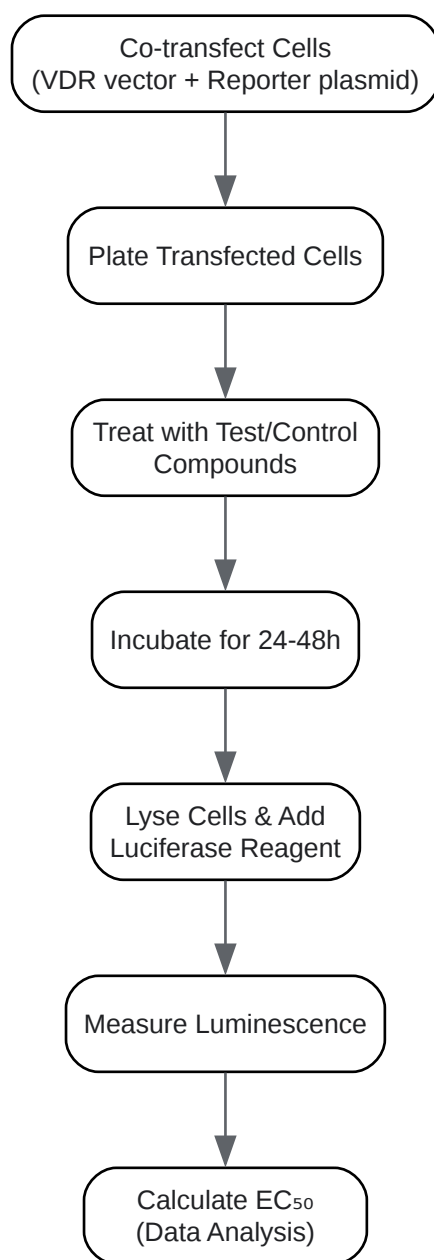 Co-transfect Cells
(VDR vector + Reporter plasmid)
Plate Transfected Cells
Treat with Test/Control
Compounds
Incubate for 24-48h
Lyse Cells & Add
Luciferase Reagent
Measure Luminescence
Calculate EC₅₀
(Data Analysis)